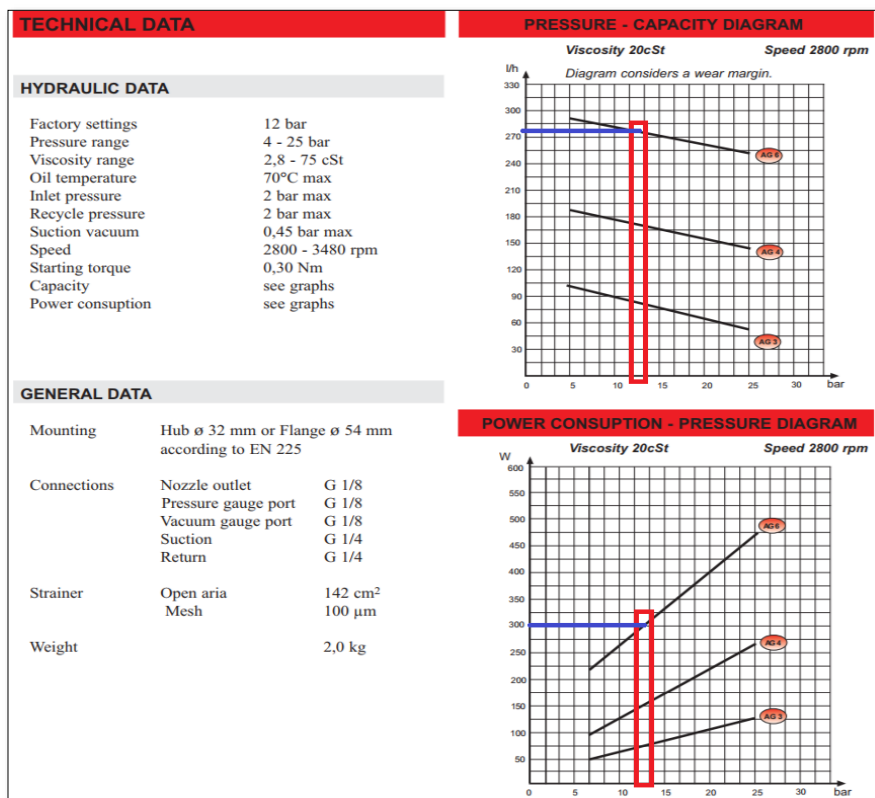 TECHNICAL DATA
HYDRAULIC DATA
Factory settings 12 bar
Pressure range 4 - 25 bar
Viscosity range 2,8 - 75 cSt
Oil temperature 70°C max
Inlet pressure 2 bar max
Recycle pressure 2 bar max
Suction vacuum 0,45 bar max
Speed 2800 - 3480 rpm
Starting torque 0,30 Nm
Capacity see graphs
Power consuption see graphs
GENERAL DATA
Mounting Hub ø 32 mm or Flange ø 54 mm
according to EN 225
Connections Nozzle outlet G 1/8
Pressure gauge port G 1/8
Vacuum gauge port G 1/8
Suction G 1/4
Return G 1/4
Strainer Open aria 142 cm²
Mesh 100 µm
Weight 2,0 kg
PRESSURE - CAPACITY DIAGRAM
Viscosity 20cSt Speed 2800 rpm
l/h Diagram considers a wear margin.
330
300
270
AG 6
240
210
180
150
AG 4
120
90
60
AG 3
30
0 5 10 15 20 25 30 bar
POWER CONSUPTION - PRESSURE DIAGRAM
Viscosity 20cSt Speed 2800 rpm
W
600
550
500
AG 6
450
400
350
300
AG 4
250
200
150
AG 3
100
50
0 5 10 15 20 25 30 bar